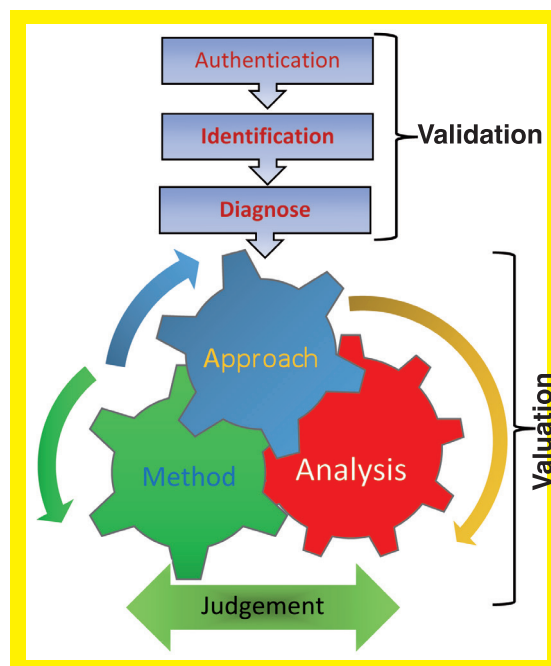 Authentication
Identification
Validation
Diagnose
Approach
Method
Analysis
Valuation
Judgement